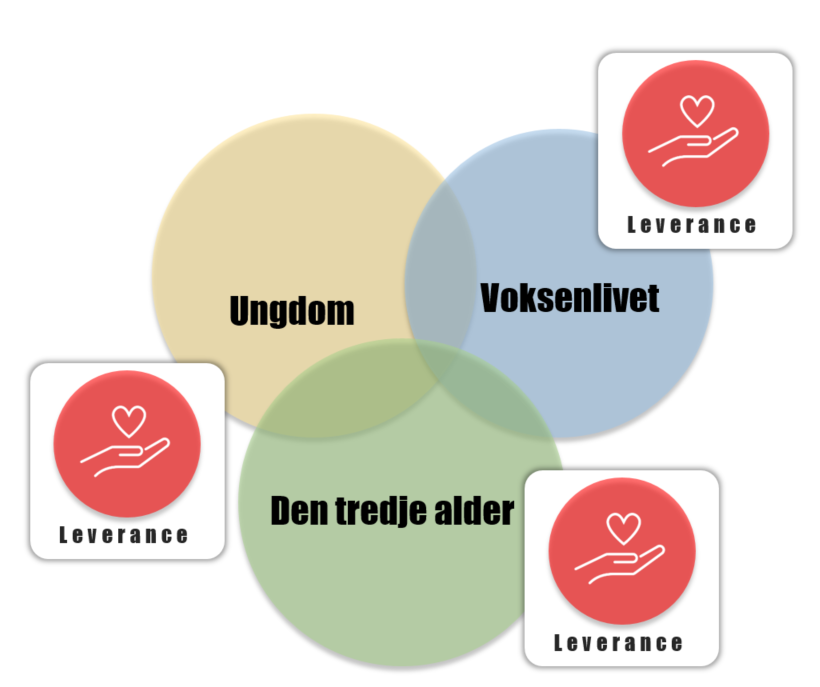 Leverance
Ungdom
Voksenlivet
Leverance
Den tredje alder
Leverance